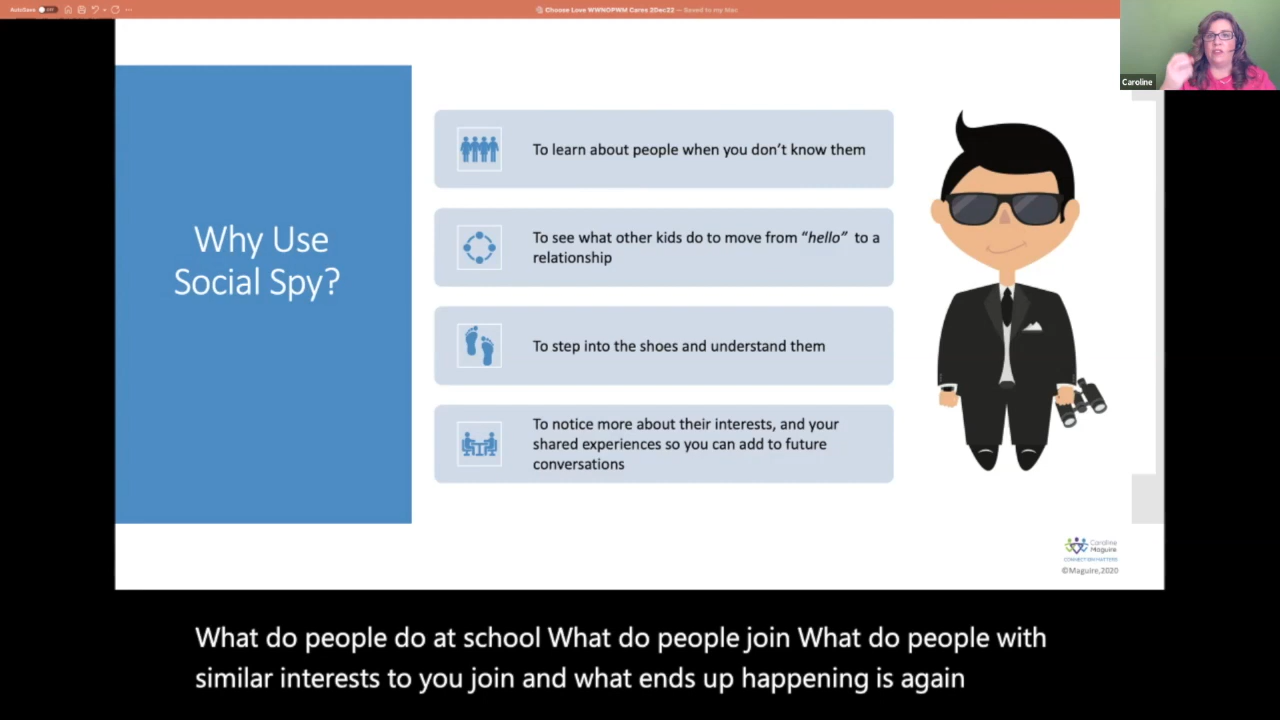 AutoSave OFF
Choose Love WWNDPWM Cares 2Dec22 — Saved to my Mac
Caroline
Why Use
Social Spy?
To learn about people when you don’t know them
To see what other kids do to move from “hello” to a
relationship
To step into the shoes and understand them
To notice more about their interests, and your
shared experiences so you can add to future
conversations
Caroline
Maguire
CONNECTION MATTERS
©Maguire,2020
What do people do at school What do people join What do people with
similar interests to you join and what ends up happening is again